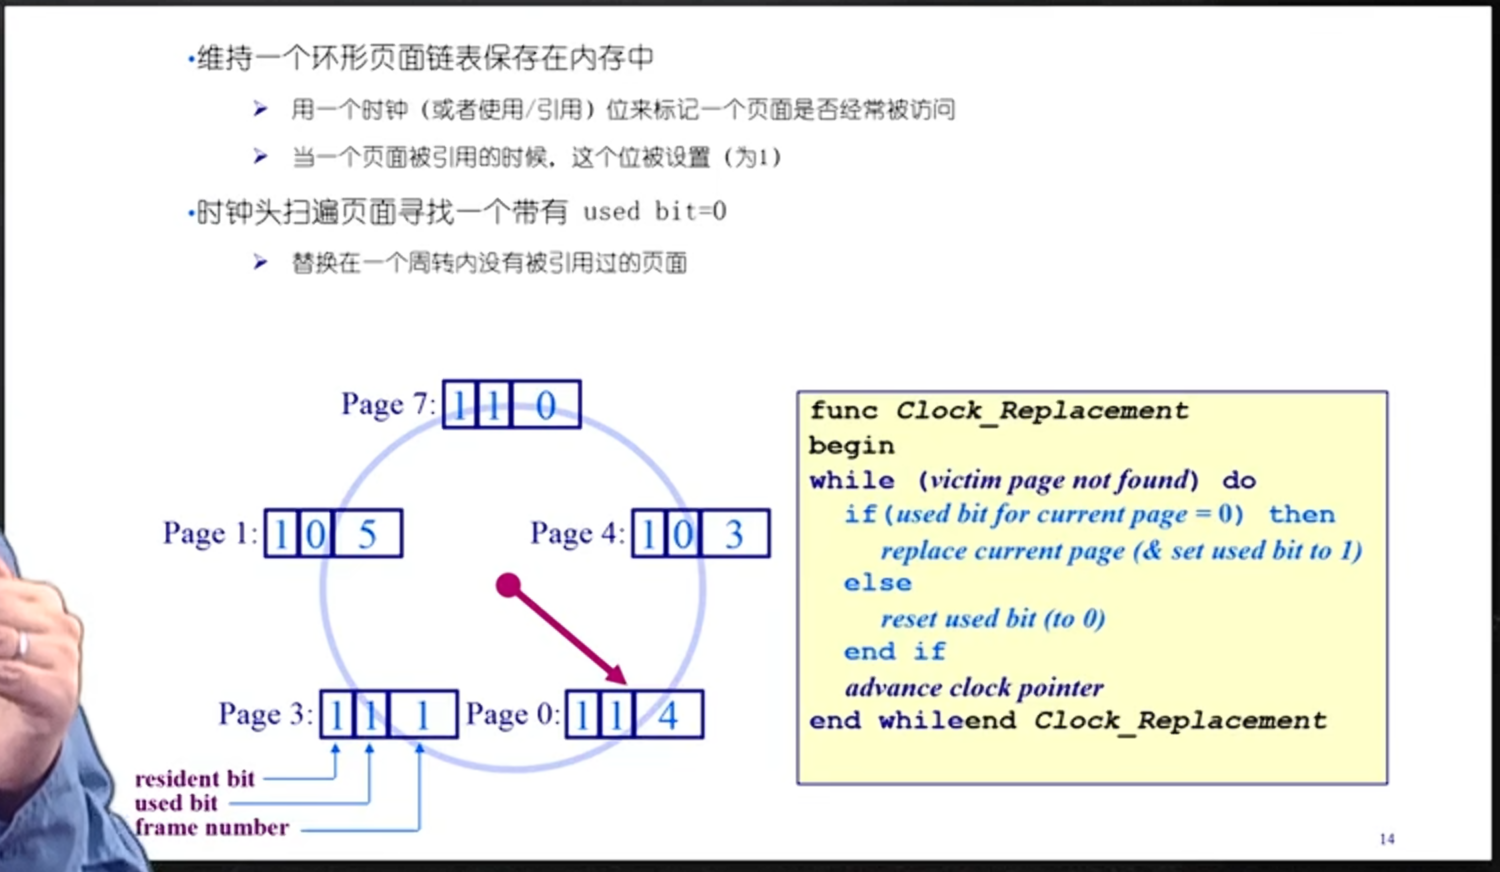 •维持一个环形页面链表保存在内存中
➢ 用一个时钟（或者使用/引用）位来标记一个页面是否经常被访问
➢ 当一个页面被引用的时候，这个位被设置（为1）
•时钟头扫遍页面寻找一个带有 used bit=0
➢ 替换在一个周转内没有被引用过的页面
Page 7: 1 1 0
Page 1: 1 0 5
Page 4: 1 0 3
Page 3: 1 1 1
Page 0: 1 1 4
resident bit
used bit
frame number
func Clock_Replacement
begin
while (victim page not found) do
if(used bit for current page = 0) then
replace current page (& set used bit to 1)
else
reset used bit (to 0)
end if
advance clock pointer
end whileend Clock_Replacement
14